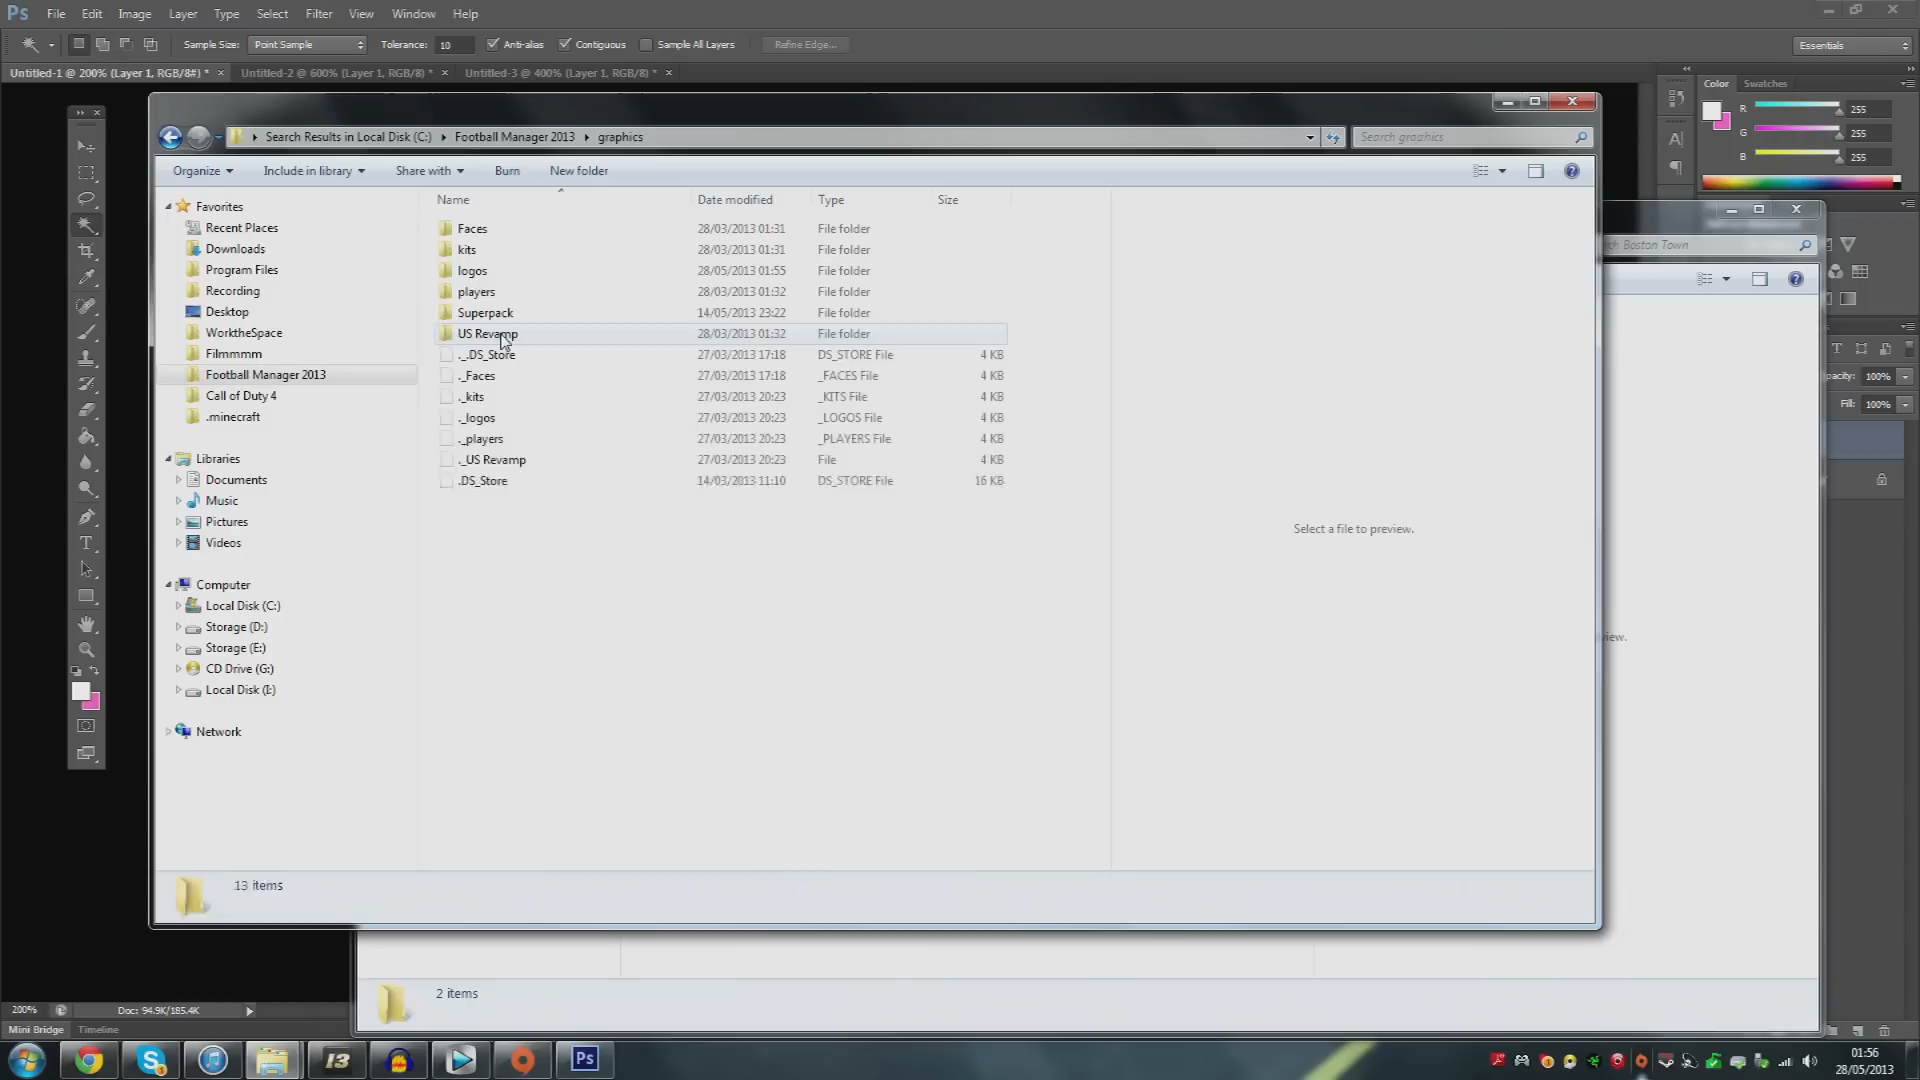 Ps File Edit Image Layer Type Select Filter View Window Help
Sample Size: Point Sample Tolerance: 10 Anti-alias Contiguous Sample All Layers Refine Edge... Essentials
Untitled-1 @ 200% (Layer 1, RGB/8#) * × Untitled-2 @ 600% (Layer 1, RGB/8) * × Untitled-3 @ 400% (Layer 1, RGB/8) * ×
Color Swatches
R 255
G 255
B 255
Search Results in Local Disk (C:) Football Manager 2013 graphics Search graphics
Organize Include in library Share with Burn New folder
Name Date modified Type Size
Favorites
Recent Places
Downloads
Program Files
Recording
Desktop
WorktheSpace
Filmmmm
Football Manager 2013
Call of Duty 4
.minecraft
Libraries
Documents
Music
Pictures
Videos
Computer
Local Disk (C:)
Storage (D:)
Storage (E:)
CD Drive (G:)
Local Disk (I:)
Network
Faces 28/03/2013 01:31 File folder
kits 28/03/2013 01:31 File folder
logos 28/05/2013 01:55 File folder
players 28/03/2013 01:32 File folder
Superpack 14/05/2013 23:22 File folder
US Revamp 28/03/2013 01:32 File folder
._.DS_Store 27/03/2013 17:18 DS_STORE File 4 KB
._Faces 27/03/2013 17:18 _FACES File 4 KB
._kits 27/03/2013 20:23 _KITS File 4 KB
._logos 27/03/2013 20:23 _LOGOS File 4 KB
._players 27/03/2013 20:23 _PLAYERS File 4 KB
._US Revamp 27/03/2013 20:23 File 4 KB
.DS_Store 14/03/2013 11:10 DS_STORE File 16 KB
Select a file to preview.
13 items
ch Boston Town
pacity: 100%
Fill: 100%
iew.
2 items
200% Doc: 94.9K/185.4K
Mini Bridge Timeline
13
Ps
01:56
28/05/2013